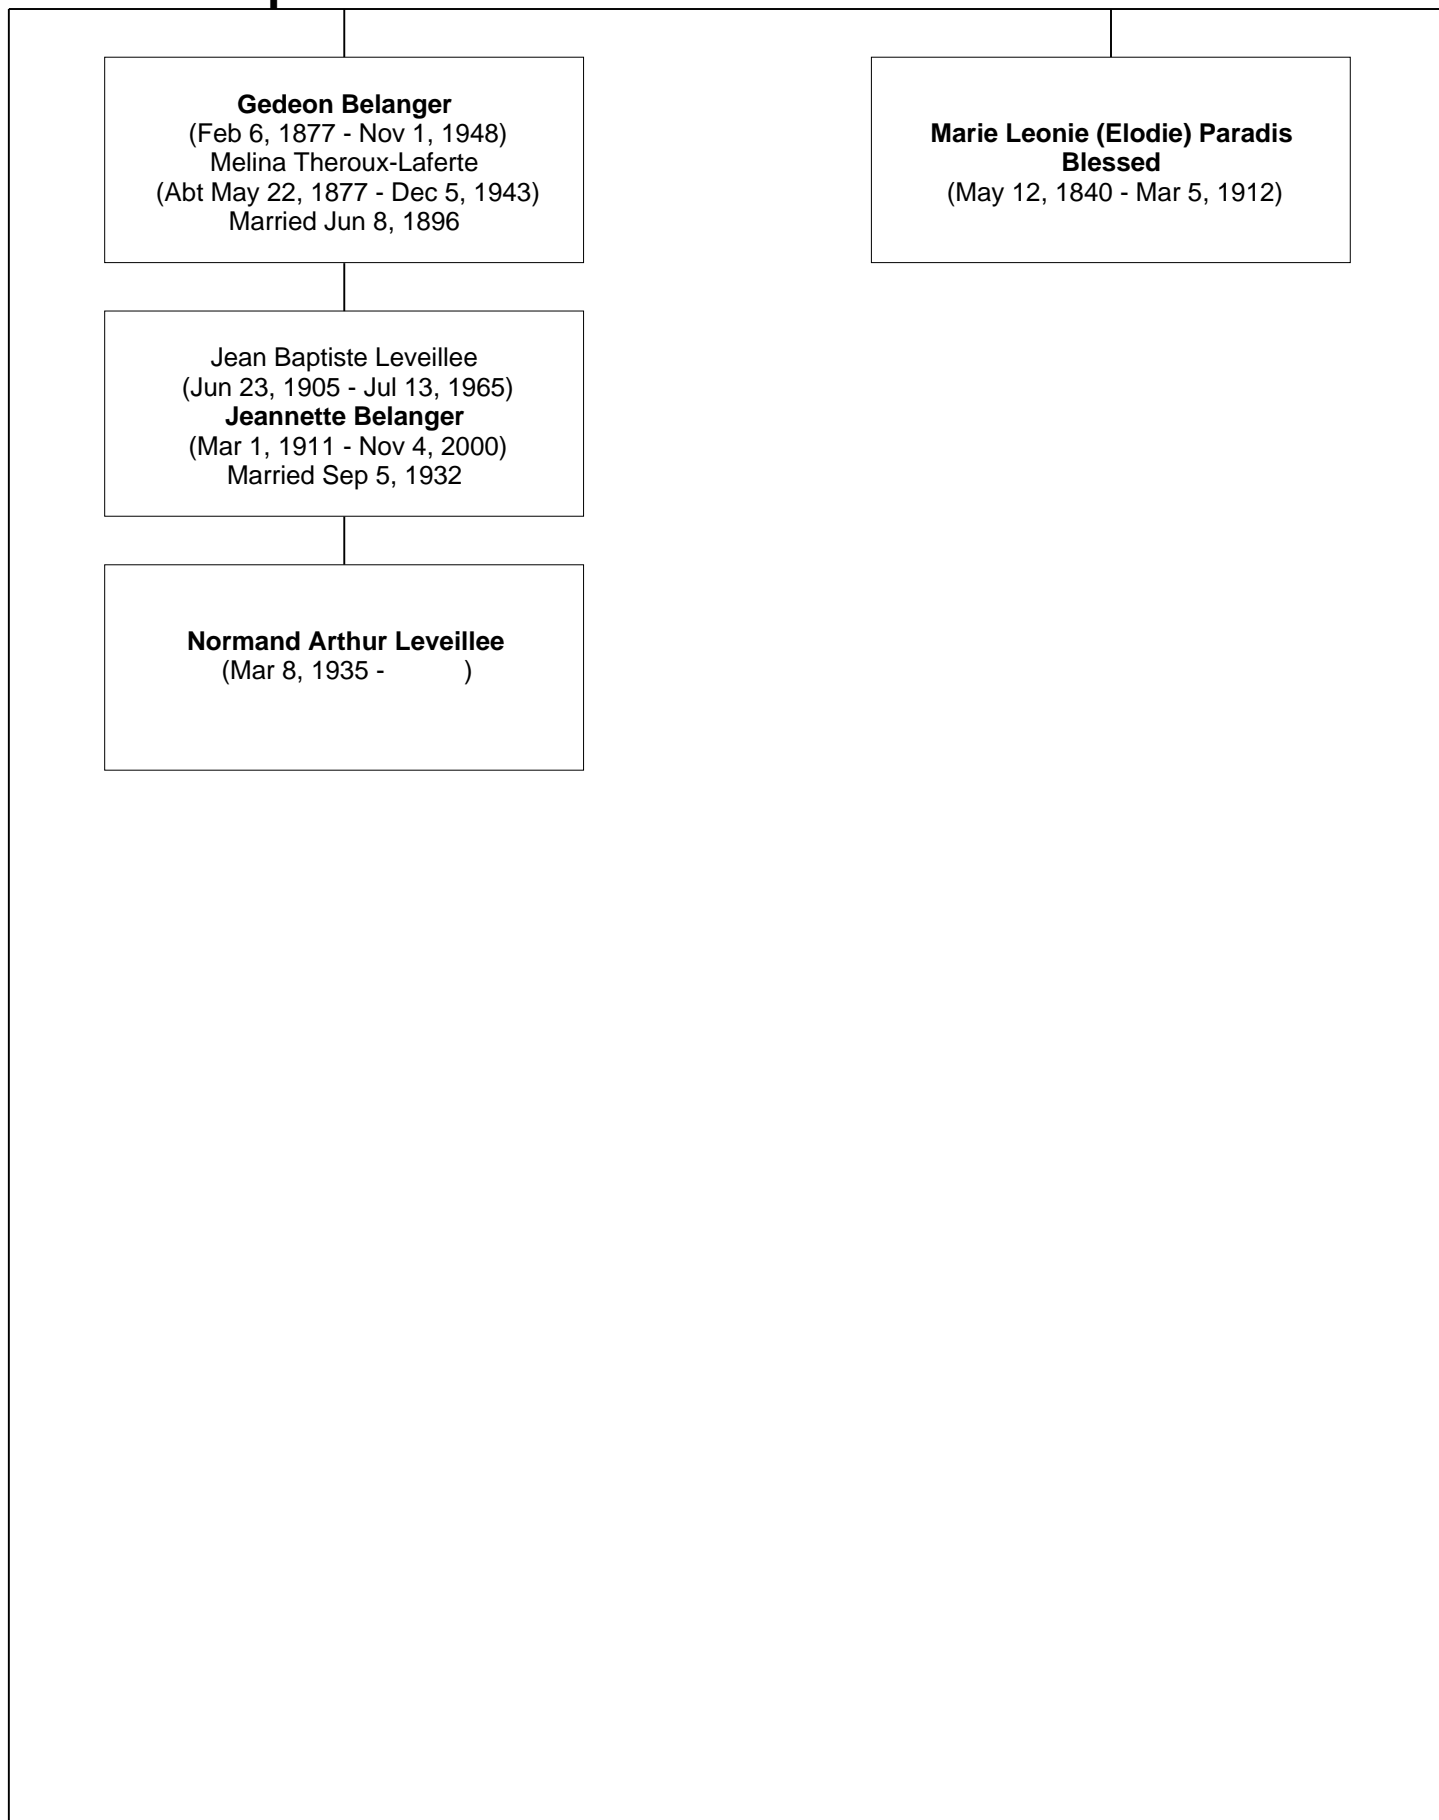 Gedeon Belanger
(Feb 6, 1877 - Nov 1, 1948)
Melina Theroux-Laferte
(Abt May 22, 1877 - Dec 5, 1943)
Married Jun 8, 1896
Marie Leonie (Elodie) Paradis
Blessed
(May 12, 1840 - Mar 5, 1912)
Jean Baptiste Leveillee
(Jun 23, 1905 - Jul 13, 1965)
Jeannette Belanger
(Mar 1, 1911 - Nov 4, 2000)
Married Sep 5, 1932
Normand Arthur Leveillee
(Mar 8, 1935 - )